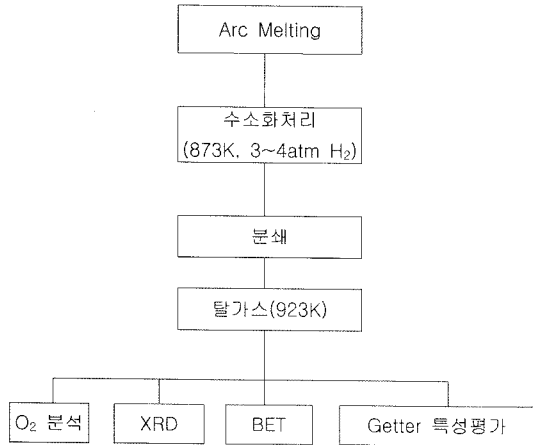 Arc Melting
수소화처리
(873K, 3~4atm H₂)
분쇄
탈가스(923K)
O₂ 분석
XRD
BET
Getter 특성평가